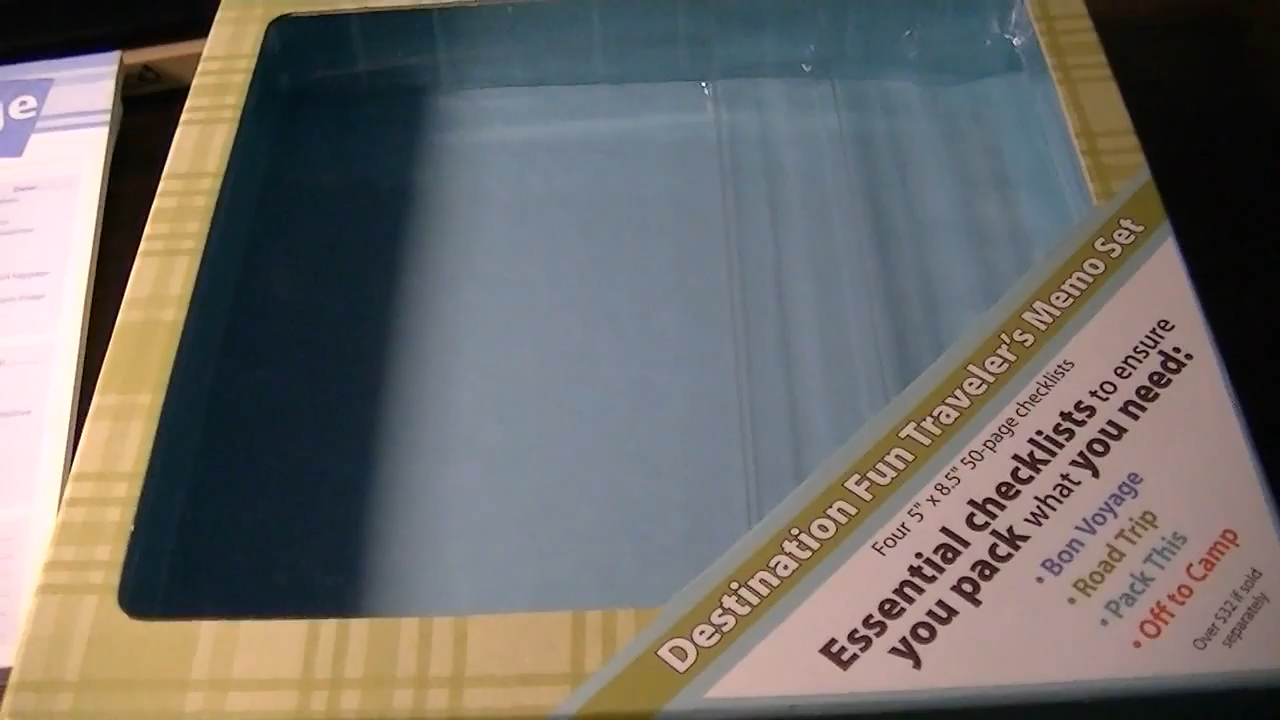 Destination Fun Traveler's Memo Set
Four 5" x 8.5" 50-page checklists
Essential checklists to ensure
you pack what you need:
• Bon Voyage
• Road Trip
• Pack This
• Off to Camp
Over $32 if sold
separately